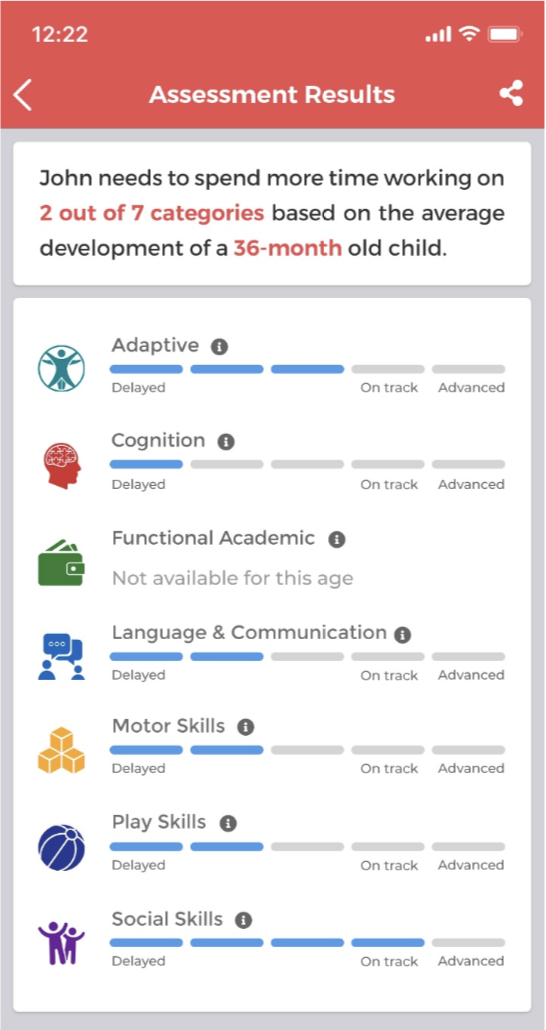 12:22
Assessment Results
John needs to spend more time working on
2 out of 7 categories based on the average
development of a 36-month old child.
Adaptive i
Delayed On track Advanced
Cognition i
Delayed On track Advanced
Functional Academic i
Not available for this age
Language & Communication i
Delayed On track Advanced
Motor Skills i
Delayed On track Advanced
Play Skills i
Delayed On track Advanced
Social Skills i
Delayed On track Advanced